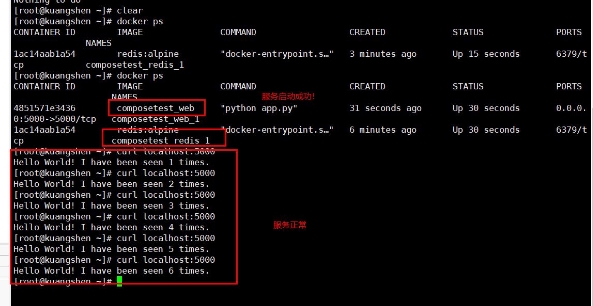 Nothing to do
[root@kuangshen ~]# clear
[root@kuangshen ~]# docker ps
CONTAINER ID IMAGE COMMAND CREATED STATUS PORTS
NAMES
1ac14aab1a54 redis:alpine "docker-entrypoint.s…" 3 minutes ago Up 15 seconds 6379/t
cp composetest_redis_1
[root@kuangshen ~]# docker ps
CONTAINER ID IMAGE COMMAND CREATED STATUS PORTS
NAMES 服务启动成功!
4851571e3436 composetest_web "python app.py" 31 seconds ago Up 30 seconds 0.0.0.
0:5000->5000/tcp composetest_web_1
1ac14aab1a54 redis:alpine "docker-entrypoint.s…" 6 minutes ago Up 30 seconds 6379/t
cp composetest_redis_1
[root@kuangshen ~]# curl localhost:5000
Hello World! I have been seen 1 times.
[root@kuangshen ~]# curl localhost:5000
Hello World! I have been seen 2 times.
[root@kuangshen ~]# curl localhost:5000
Hello World! I have been seen 3 times.
[root@kuangshen ~]# curl localhost:5000
Hello World! I have been seen 4 times.
服务正常
[root@kuangshen ~]# curl localhost:5000
Hello World! I have been seen 5 times.
[root@kuangshen ~]# curl localhost:5000
Hello World! I have been seen 6 times.
[root@kuangshen ~]#